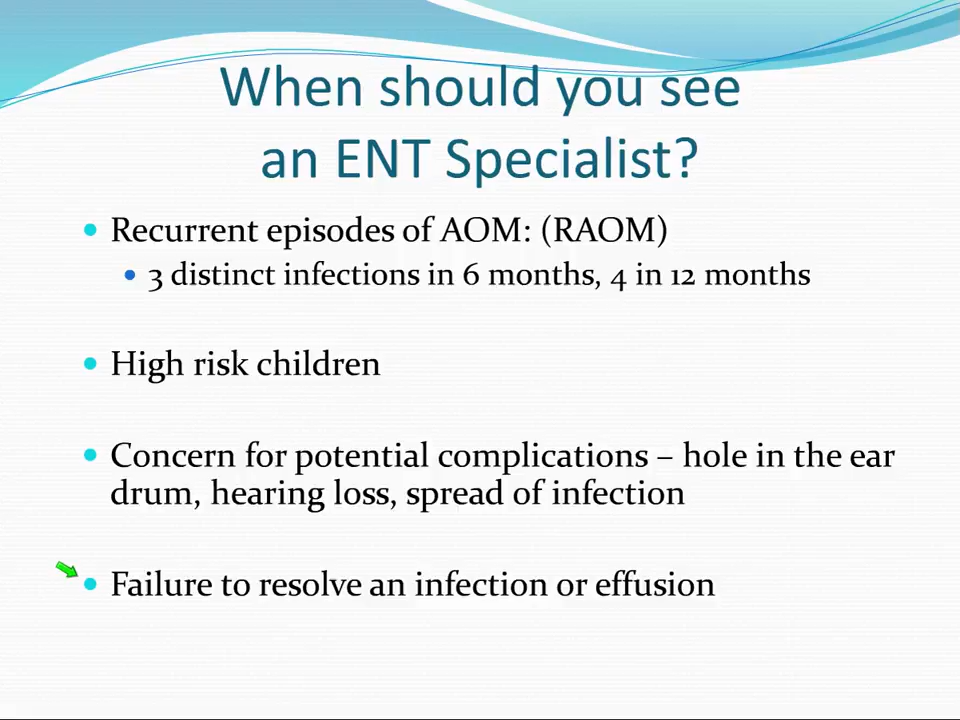 When should you see
an ENT Specialist?
• Recurrent episodes of AOM: (RAOM)
• 3 distinct infections in 6 months, 4 in 12 months
• High risk children
• Concern for potential complications – hole in the ear
drum, hearing loss, spread of infection
• Failure to resolve an infection or effusion